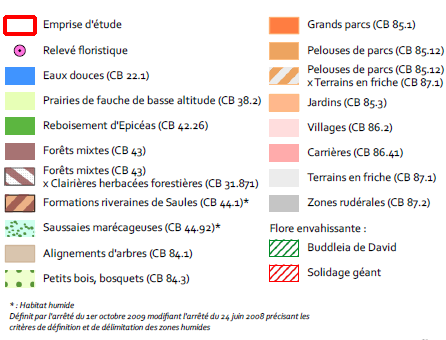 Emprise d'étude
Relevé floristique
Eaux douces (CB 22.1)
Prairies de fauche de basse altitude (CB 38.2)
Reboisement d'Epicéas (CB 42.26)
Forêts mixtes (CB 43)
Forêts mixtes (CB 43)
x Clairières herbacées forestières (CB 31.871)
Formations riveraines de Saules (CB 44.1)*
Saussaies marécageuses (CB 44.92)*
Alignements d'arbres (CB 84.1)
Petits bois, bosquets (CB 84.3)
Grands parcs (CB 85.1)
Pelouses de parcs (CB 85.12)
Pelouses de parcs (CB 85.12)
x Terrains en friche (CB 87.1)
Jardins (CB 85.3)
Villages (CB 86.2)
Carrières (CB 86.41)
Terrains en friche (CB 87.1)
Zones rudérales (CB 87.2)
Flore envahissante :
Buddleia de David
Solidage géant
* : Habitat humide
Définit par l'arrêté du 1er octobre 2009 modifiant l'arrêté du 24 juin 2008 précisant les
critères de définition et de délimitation des zones humides